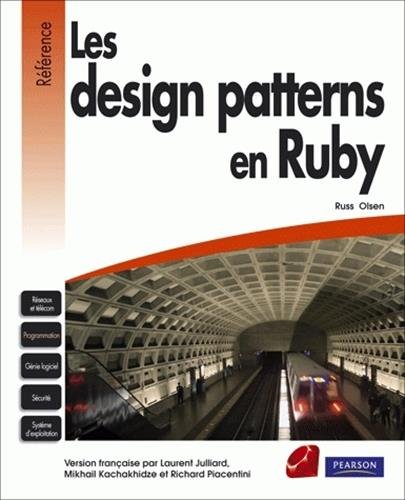 Référence
Les
design patterns
en Ruby
Russ Olsen
Réseaux
et télécom
Programmation
Génie logiciel
Sécurité
Système
d'exploitation
Version française par Laurent Julliard,
Mikhail Kachakhidze et Richard Piacentini
PEARSON